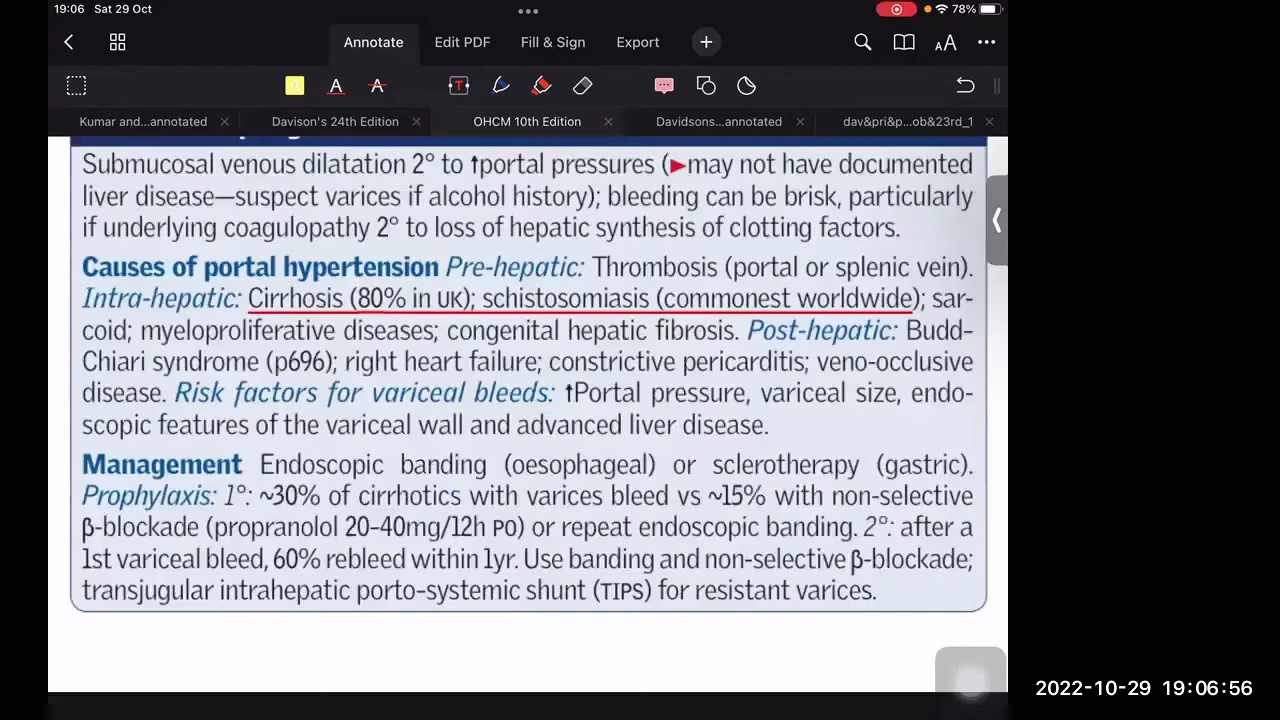 19:06 Sat 29 Oct
78%
Annotate Edit PDF Fill & Sign Export +
AA
T
A A
Kumar and...annotated × Davison's 24th Edition × OHCM 10th Edition × Davidsons...annotated × dav&pri&p...ob&23rd_1 ×
Submucosal venous dilatation 2° to ↑portal pressures (►may not have documented
liver disease—suspect varices if alcohol history); bleeding can be brisk, particularly
if underlying coagulopathy 2° to loss of hepatic synthesis of clotting factors.
Causes of portal hypertension Pre-hepatic: Thrombosis (portal or splenic vein).
Intra-hepatic: Cirrhosis (80% in UK); schistosomiasis (commonest worldwide); sar-
coid; myeloproliferative diseases; congenital hepatic fibrosis. Post-hepatic: Budd-
Chiari syndrome (p696); right heart failure; constrictive pericarditis; veno-occlusive
disease. Risk factors for variceal bleeds: ↑Portal pressure, variceal size, endo-
scopic features of the variceal wall and advanced liver disease.
Management Endoscopic banding (oesophageal) or sclerotherapy (gastric).
Prophylaxis: 1°: ~30% of cirrhotics with varices bleed vs ~15% with non-selective
β-blockade (propranolol 20–40mg/12h PO) or repeat endoscopic banding. 2°: after a
1st variceal bleed, 60% rebleed within 1yr. Use banding and non-selective β-blockade;
transjugular intrahepatic porto-systemic shunt (TIPS) for resistant varices.
2022-10-29 19:06:56